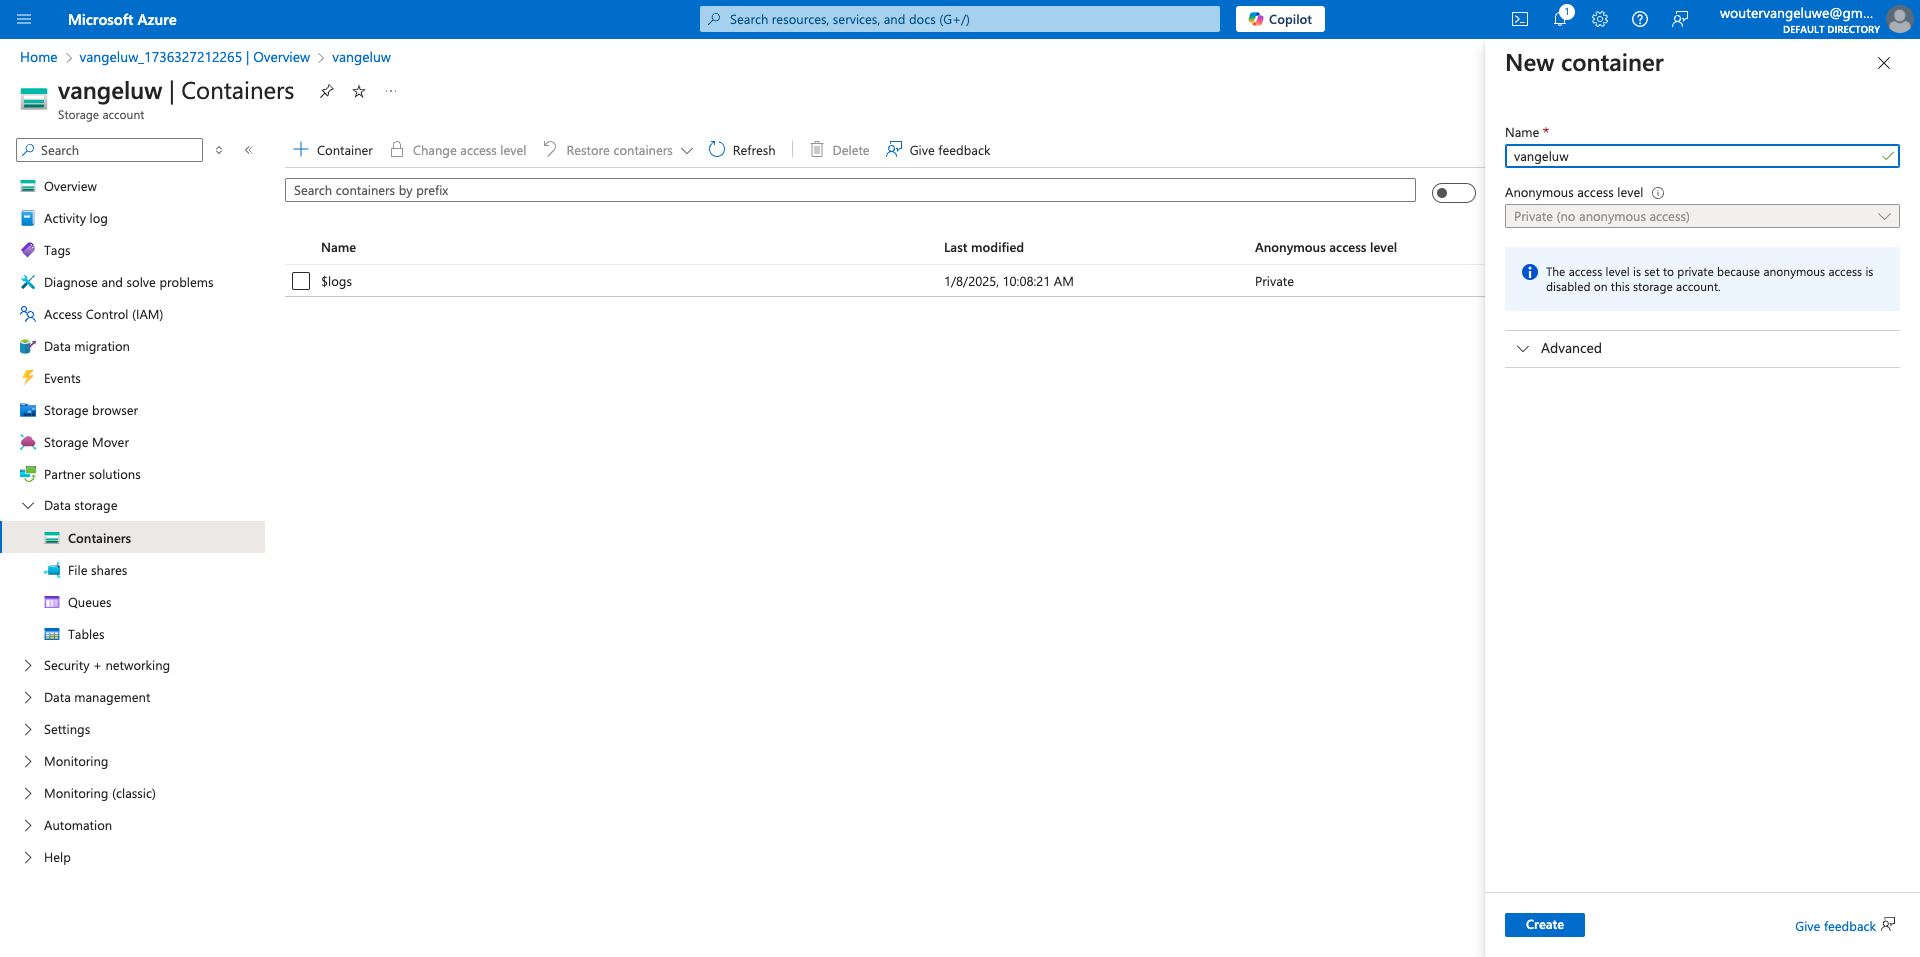 Microsoft Azure
Search resources, services, and docs (G+/)
Copilot
1
woutervangeluwe@gm...
DEFAULT DIRECTORY
Home > vangeluw_1736327212265 | Overview > vangeluw
vangeluw | Containers
Storage account
Search
Overview
Activity log
Tags
Diagnose and solve problems
Access Control (IAM)
Data migration
Events
Storage browser
Storage Mover
Partner solutions
Data storage
Containers
File shares
Queues
Tables
Security + networking
Data management
Settings
Monitoring
Monitoring (classic)
Automation
Help
Container
Change access level
Restore containers
Refresh
Delete
Give feedback
Search containers by prefix
Name Last modified Anonymous access level
$logs 1/8/2025, 10:08:21 AM Private
New container
Name *
vangeluw
Anonymous access level
Private (no anonymous access)
The access level is set to private because anonymous access is
disabled on this storage account.
Advanced
Create
Give feedback